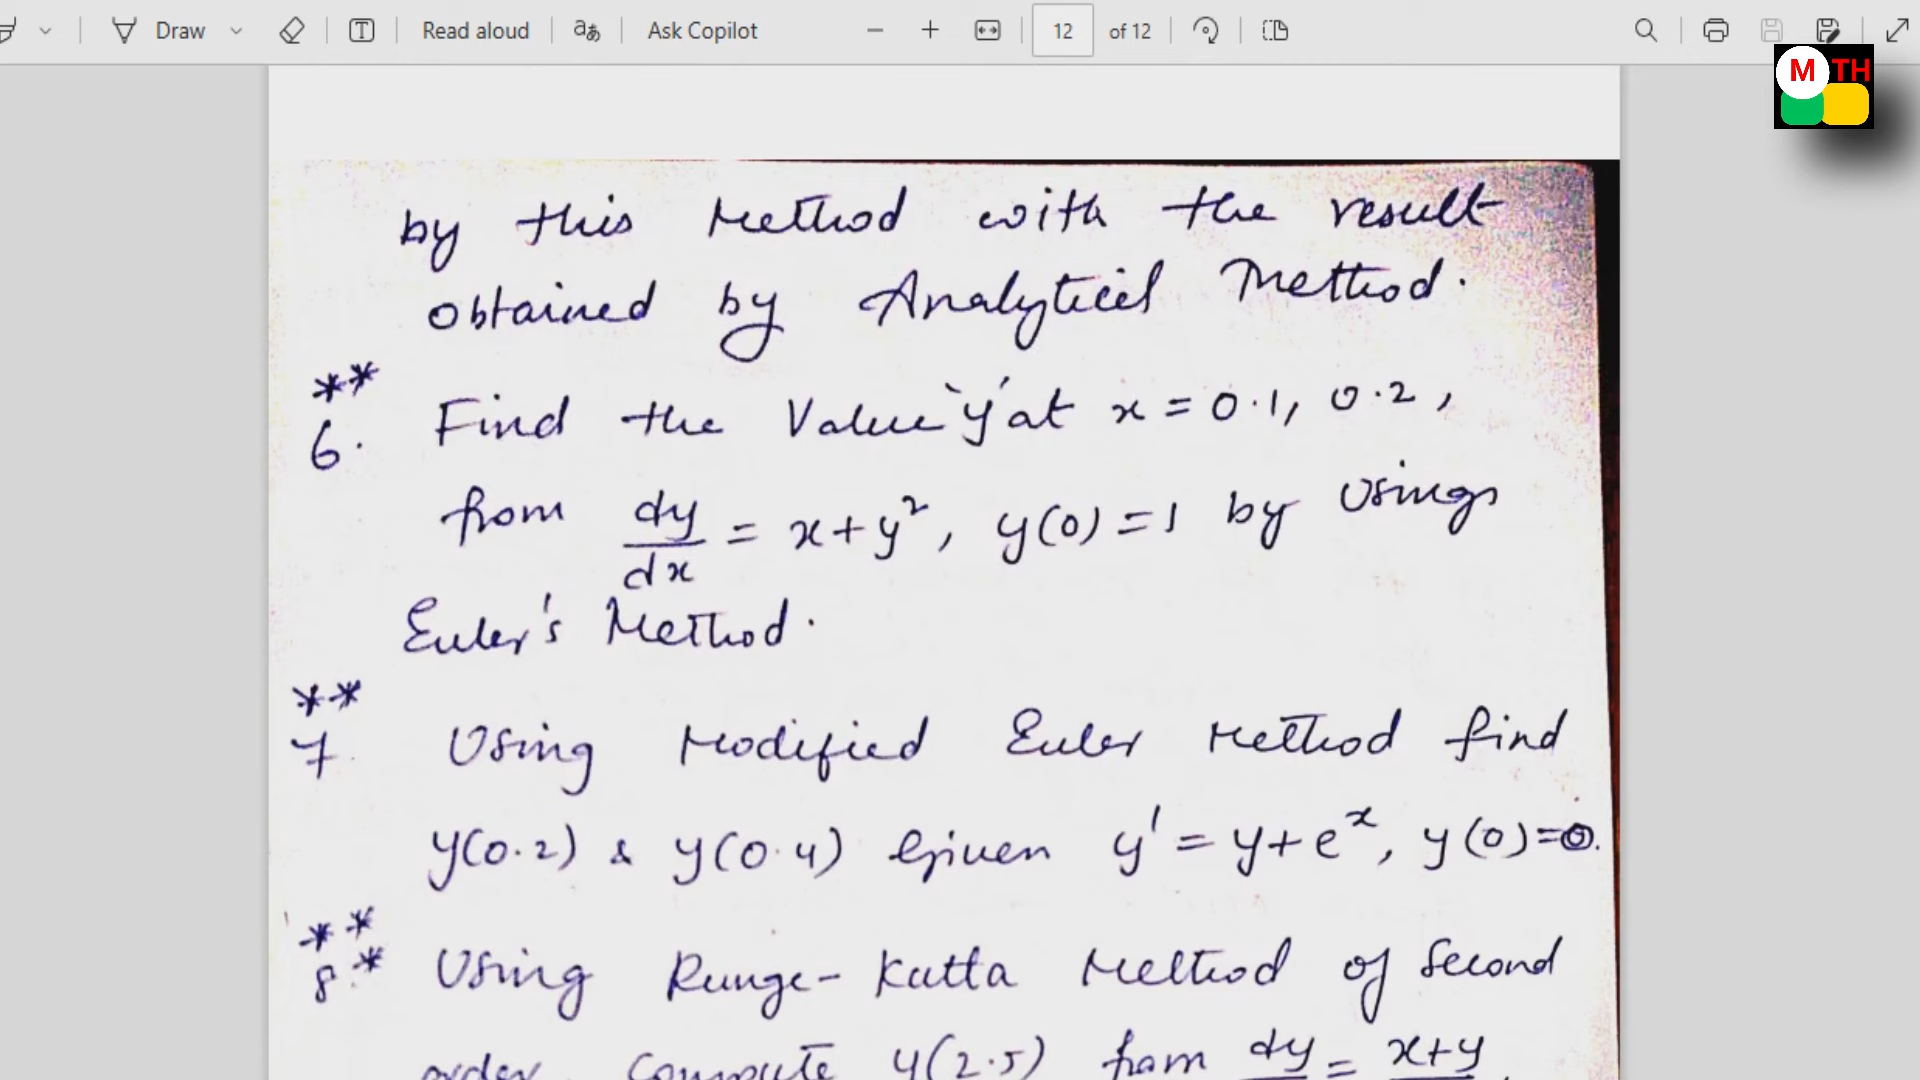 Draw
Read aloud
Ask Copilot
12 of 12
M TH
by this Method with the result
obtained by Analytical Method.
**
6. Find the Value 'y' at x = 0.1, 0.2,
from dy/dx = x + y², y(0) = 1 by Using
Euler's Method.
**
7. Using Modified Euler Method find
y(0.2) & y(0.4) Given y' = y + eˣ, y(0) = 0.
**
8.* Using Runge-Kutta Method of Second
order, Compute y(2.5) from dy = x+y